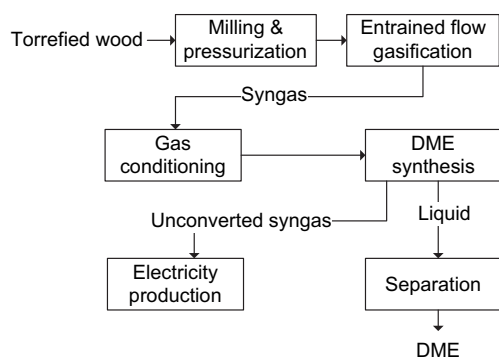 Torrefied wood
Milling &
pressurization
Entrained flow
gasification
Syngas
Gas
conditioning
DME
synthesis
Unconverted syngas
Liquid
Electricity
production
Separation
DME